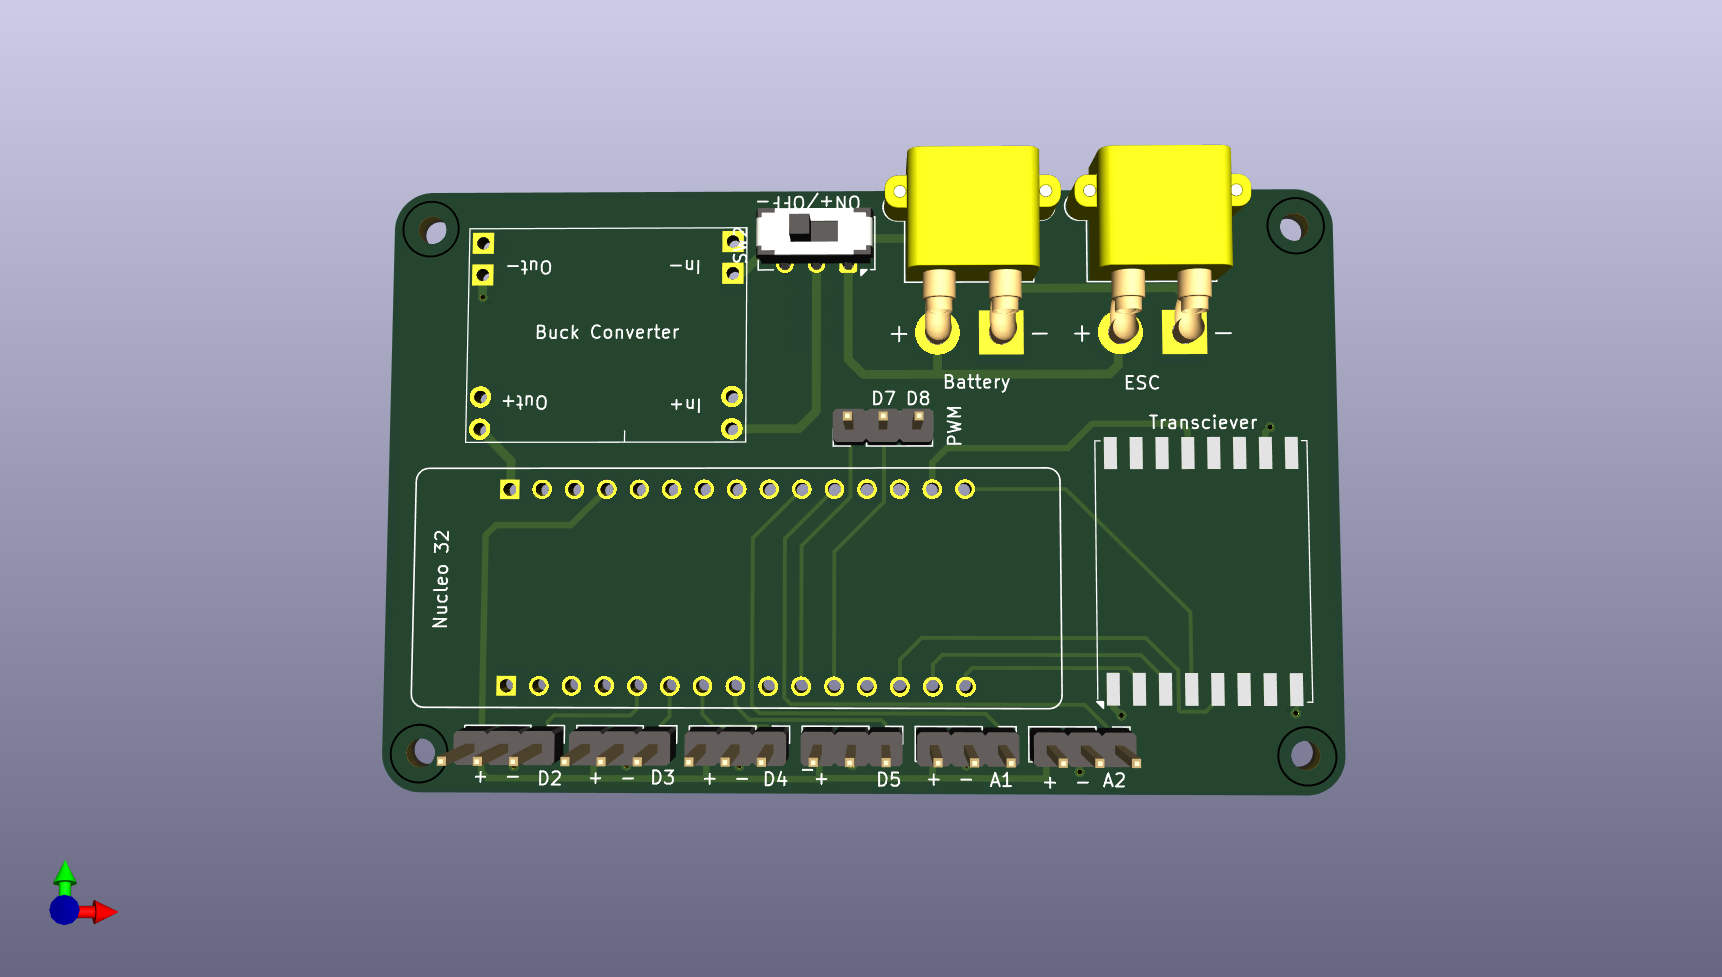 ON+/OFF-
SW2
Out-
In-
Buck Converter
+ - + -
Battery
ESC
Out+
In+
D7 D8
PWM
Transciever
Nucleo 32
+ - D2 + - D3 + - D4 - + D5 + - A1 + - A2